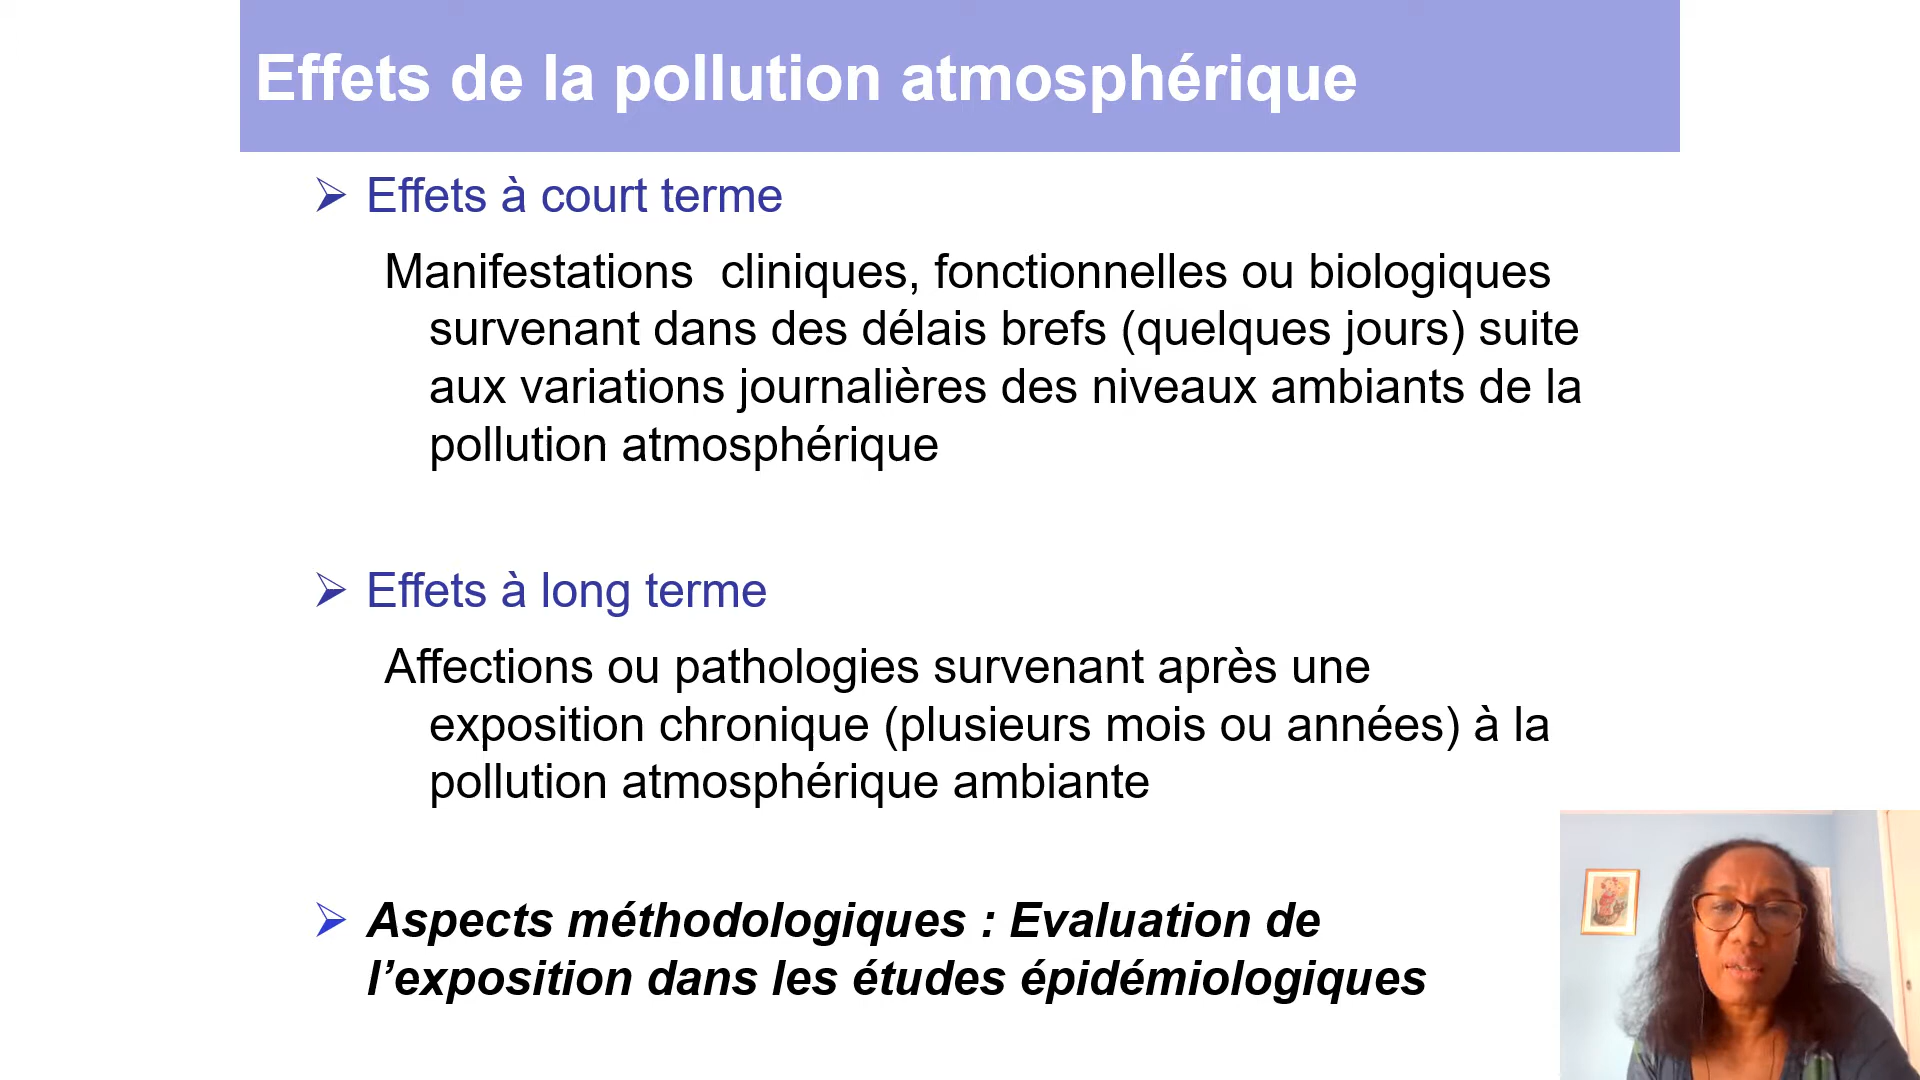 Effets de la pollution atmosphérique
Effets à court terme
Manifestations  cliniques, fonctionnelles ou biologiques
survenant dans des délais brefs (quelques jours) suite
aux variations journalières des niveaux ambiants de la
pollution atmosphérique
Effets à long terme
Affections ou pathologies survenant après une
exposition chronique (plusieurs mois ou années) à la
pollution atmosphérique ambiante
Aspects méthodologiques : Evaluation de
l’exposition dans les études épidémiologiques